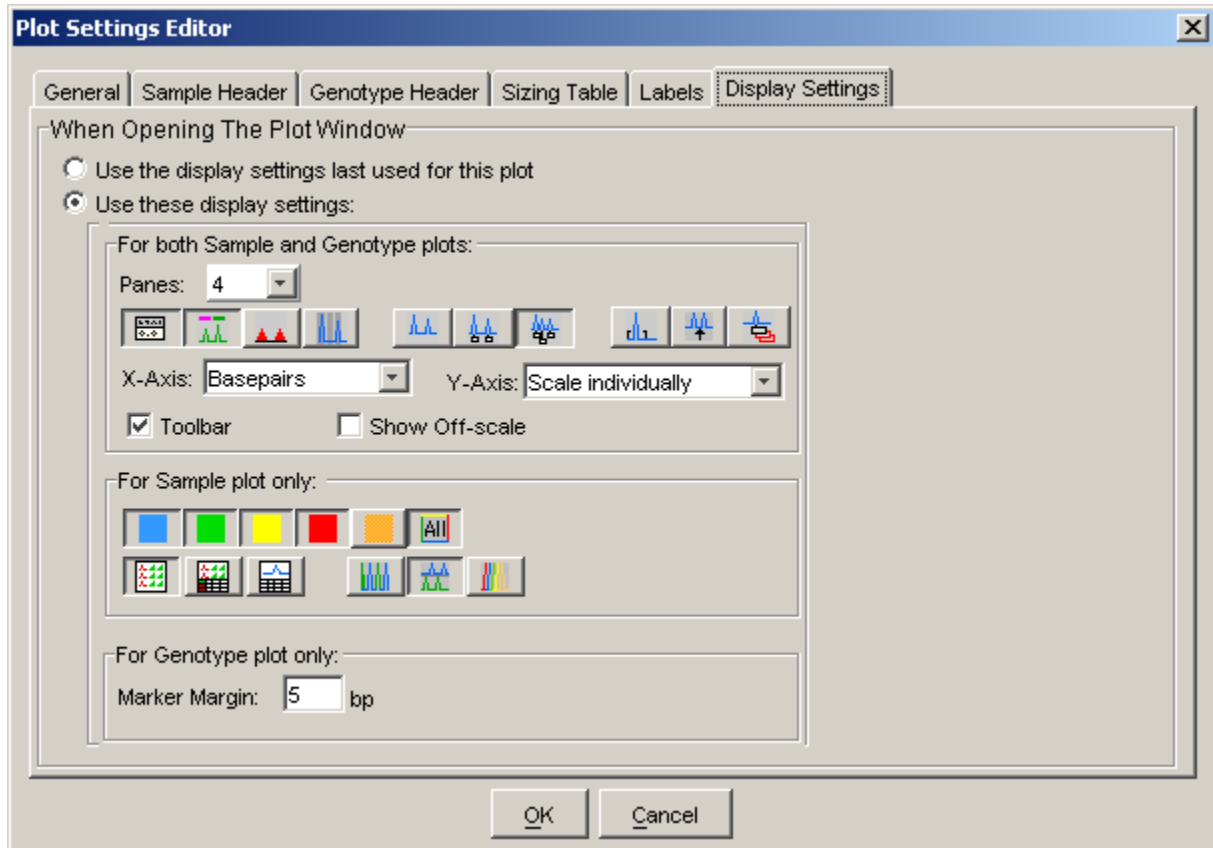 Plot Settings Editor
General Sample Header Genotype Header Sizing Table Labels Display Settings
When Opening The Plot Window
Use the display settings last used for this plot
Use these display settings:
For both Sample and Genotype plots:
Panes: 4
X-Axis: Basepairs Y-Axis: Scale individually
Toolbar Show Off-scale
For Sample plot only:
All
For Genotype plot only:
Marker Margin: 5 bp
OK Cancel